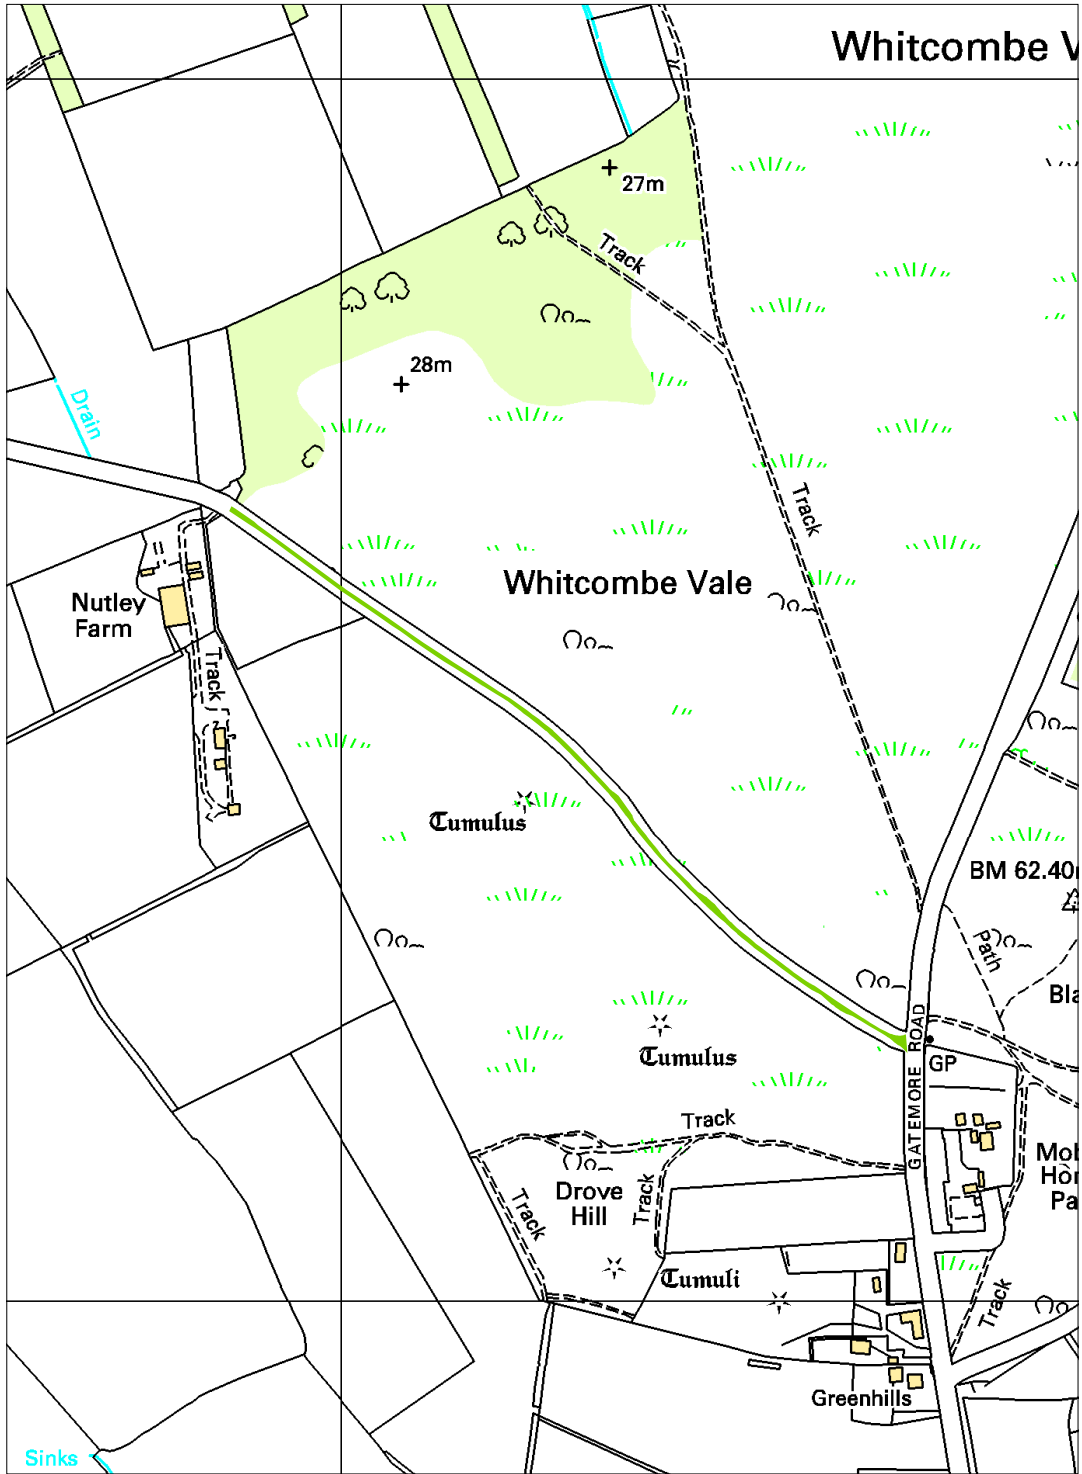 Whitcombe V
27m
Track
28m
Drain
Track
Whitcombe Vale
Nutley
Farm
Track
Tumulus
BM 62.40
Path
Bla
GATEMORE ROAD
Tumulus
GP
Track
Mob
Hom
Pa
Drove
Hill
Track
Track
Tumuli
Track
Greenhills
Sinks